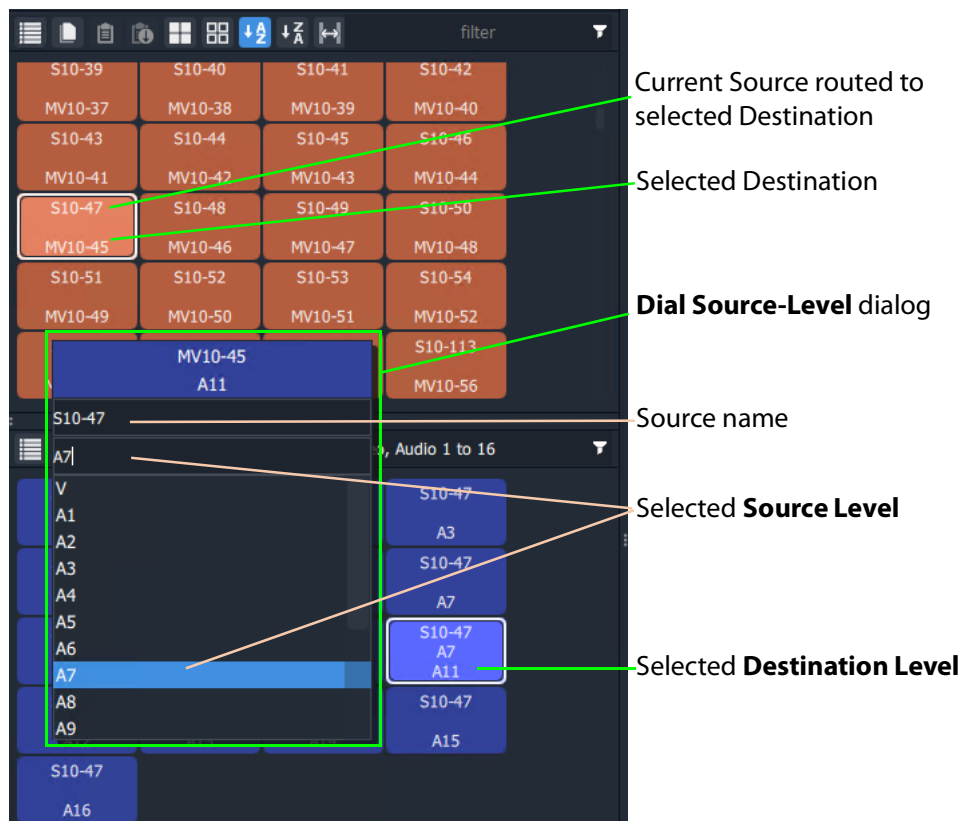 filter
S10-39 S10-40 S10-41 S10-42
MV10-37 MV10-38 MV10-39 MV10-40
S10-43 S10-44 S10-45 S10-46
MV10-41 MV10-42 MV10-43 MV10-44
S10-47 S10-48 S10-49 S10-50
MV10-45 MV10-46 MV10-47 MV10-48
S10-51 S10-52 S10-53 S10-54
MV10-49 MV10-50 MV10-51 MV10-52
S10-113
MV10-56
MV10-45
A11
S10-47
A7
V
A1
A2
A3
A4
A5
A6
A7
A8
A9
, Audio 1 to 16
S10-47
A3
S10-47
A7
S10-47
A7
A11
S10-47
A15
S10-47
A16
Current Source routed to
selected Destination
Selected Destination
Dial Source-Level dialog
Source name
Selected Source Level
Selected Destination Level